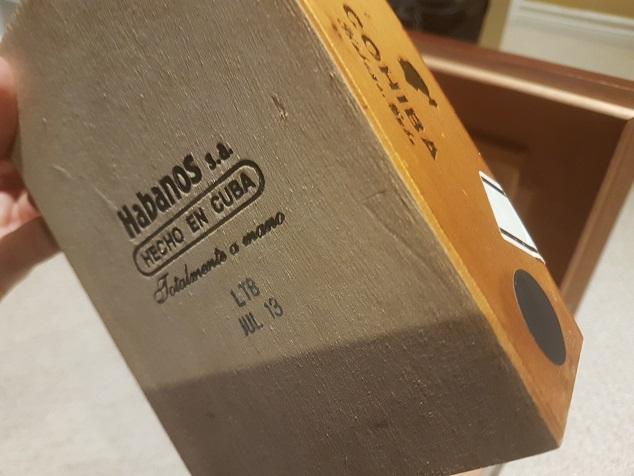 Habanos s.a.
HECHO EN CUBA
Totalmente a mano
LTB
JUL 13
COHIBA